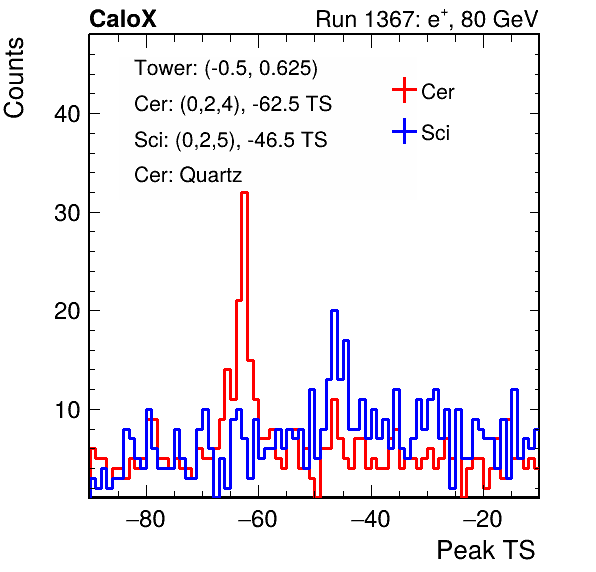 CaloX Run 1367: e⁺, 80 GeV
Counts
Tower: (-0.5, 0.625)
Cer: (0,2,4), -62.5 TS
Sci: (0,2,5), -46.5 TS
Cer: Quartz
Cer
Sci
40
30
20
10
−80 −60 −40 −20
Peak TS